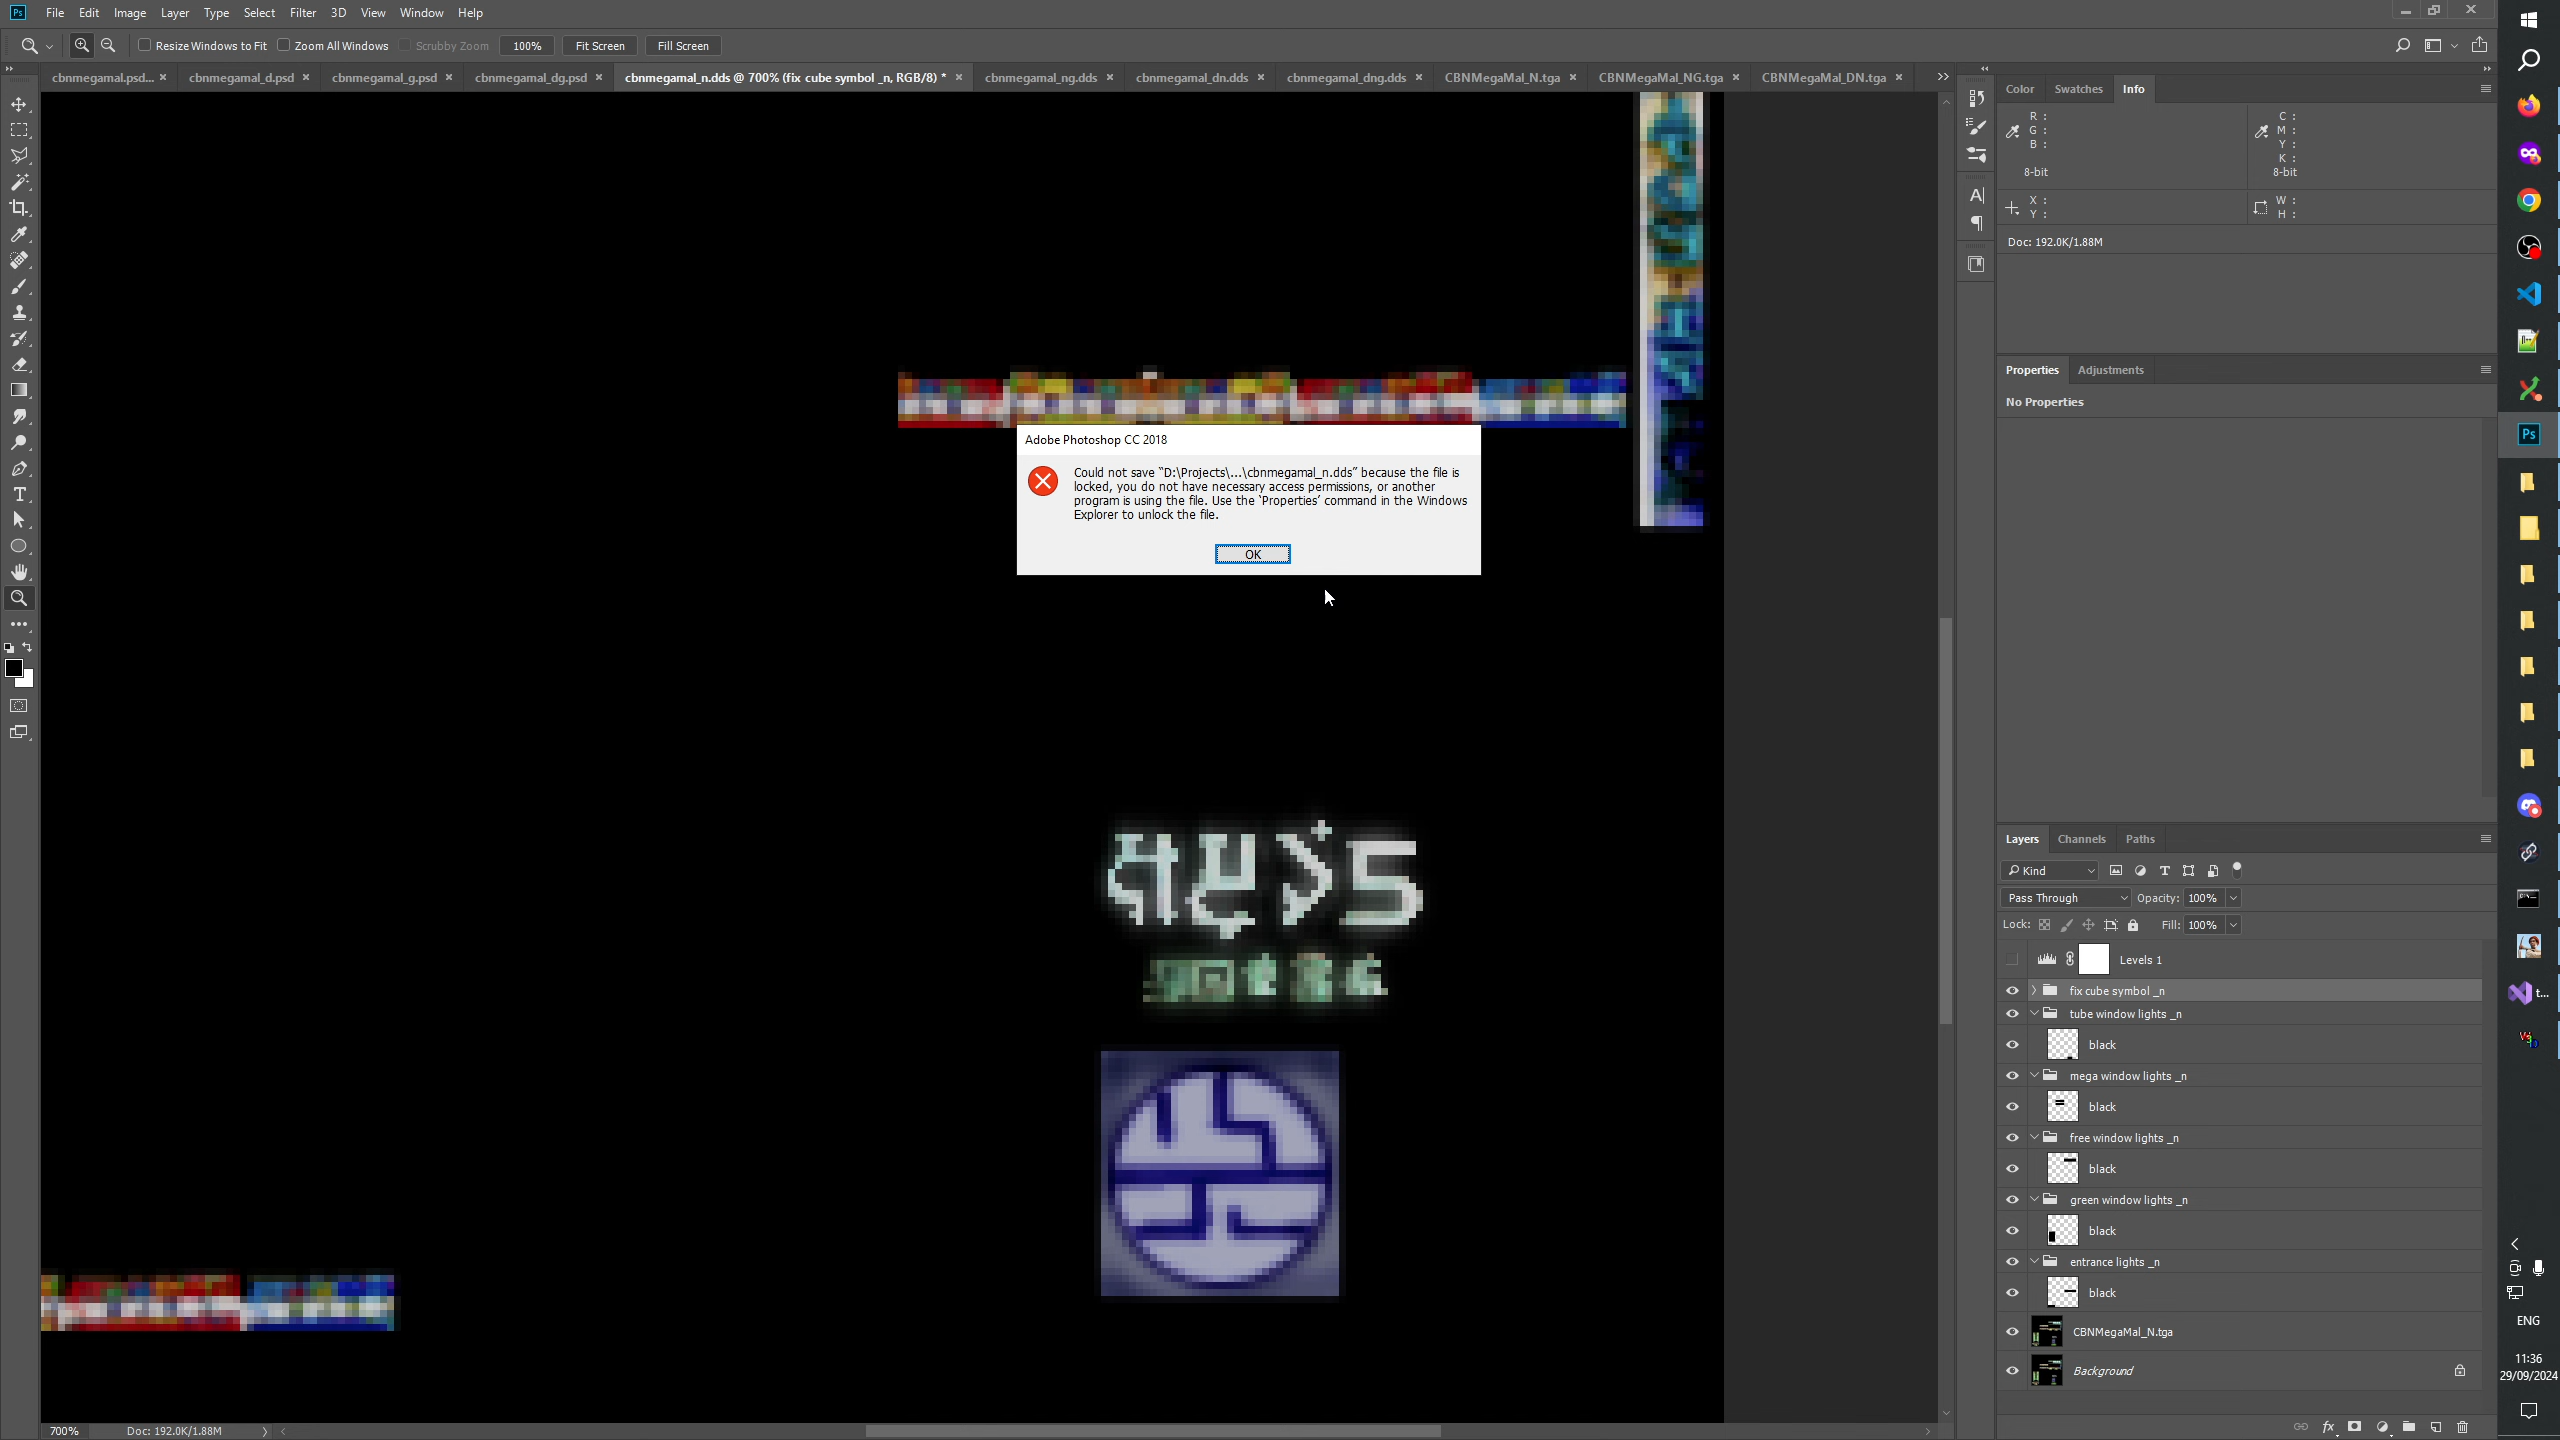 File Edit Image Layer Type Select Filter 3D View Window Help
Resize Windows to Fit Zoom All Windows Scrubby Zoom 100% Fit Screen Fill Screen
cbnmegamal.psd... × cbnmegamal_d.psd × cbnmegamal_g.psd × cbnmegamal_dg.psd × cbnmegamal_n.dds @ 700% (fix cube symbol _n, RGB/8) * × cbnmegamal_ng.dds × cbnmegamal_dn.dds × cbnmegamal_dng.dds × CBNMegaMal_N.tga × CBNMegaMal_NG.tga × CBNMegaMal_DN.tga ×
Adobe Photoshop CC 2018
Could not save “D:\Projects\...\cbnmegamal_n.dds” because the file is
locked, you do not have necessary access permissions, or another
program is using the file. Use the ‘Properties’ command in the Windows
Explorer to unlock the file.
OK
Color Swatches Info
R : C :
G : M :
B : Y :
K :
8-bit 8-bit
X : W :
Y : H :
Doc: 192.0K/1.88M
Properties Adjustments
No Properties
Layers Channels Paths
Kind
Pass Through Opacity: 100%
Lock: Fill: 100%
Levels 1
fix cube symbol _n
tube window lights _n
black
mega window lights _n
black
free window lights _n
black
green window lights _n
black
entrance lights _n
black
CBNMegaMal_N.tga
Background
700% Doc: 192.0K/1.88M
ENG
11:36
29/09/2024